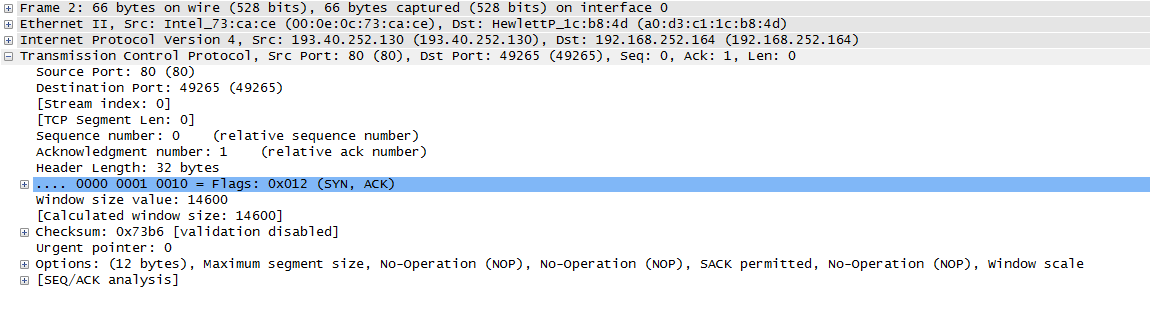 Frame 2: 66 bytes on wire (528 bits), 66 bytes captured (528 bits) on interface 0
Ethernet II, Src: Intel_73:ca:ce (00:0e:0c:73:ca:ce), Dst: HewlettP_1c:b8:4d (a0:d3:c1:1c:b8:4d)
Internet Protocol Version 4, Src: 193.40.252.130 (193.40.252.130), Dst: 192.168.252.164 (192.168.252.164)
Transmission Control Protocol, Src Port: 80 (80), Dst Port: 49265 (49265), Seq: 0, Ack: 1, Len: 0
Source Port: 80 (80)
Destination Port: 49265 (49265)
[Stream index: 0]
[TCP Segment Len: 0]
Sequence number: 0    (relative sequence number)
Acknowledgment number: 1    (relative ack number)
Header Length: 32 bytes
.... 0000 0001 0010 = Flags: 0x012 (SYN, ACK)
Window size value: 14600
[Calculated window size: 14600]
Checksum: 0x73b6 [validation disabled]
Urgent pointer: 0
Options: (12 bytes), Maximum segment size, No-Operation (NOP), No-Operation (NOP), SACK permitted, No-Operation (NOP), Window scale
[SEQ/ACK analysis]